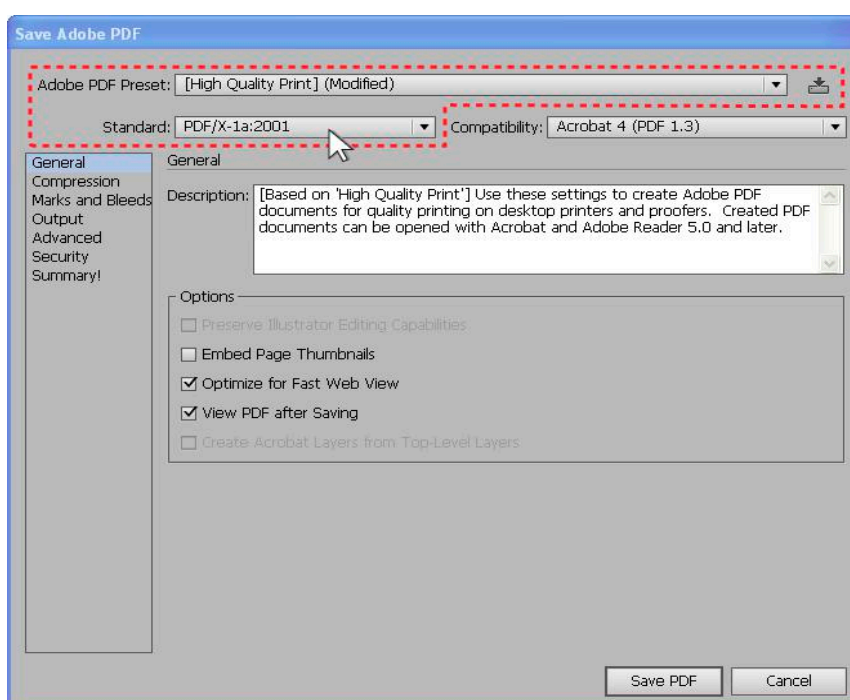 Save Adobe PDF
Adobe PDF Preset: [High Quality Print] (Modified)
Standard: PDF/X-1a:2001 Compatibility: Acrobat 4 (PDF 1.3)
General
Compression
Marks and Bleeds
Output
Advanced
Security
Summary!
General
Description: [Based on 'High Quality Print'] Use these settings to create Adobe PDF
documents for quality printing on desktop printers and proofers. Created PDF
documents can be opened with Acrobat and Adobe Reader 5.0 and later.
Options
Preserve Illustrator Editing Capabilities
Embed Page Thumbnails
Optimize for Fast Web View
View PDF after Saving
Create Acrobat Layers from Top-Level Layers
Save PDF Cancel